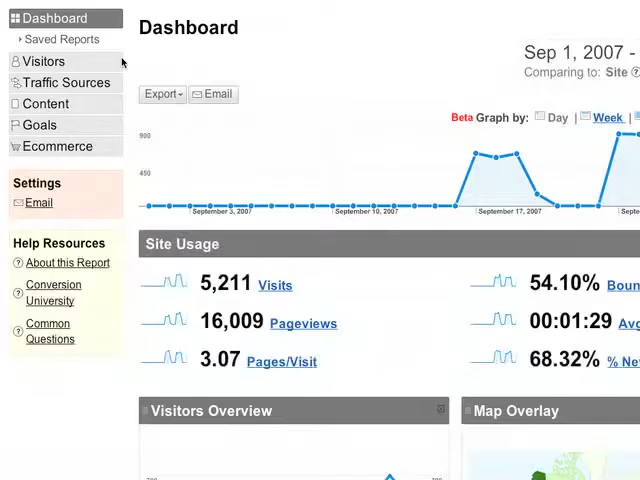 Dashboard
Saved Reports
Visitors
Traffic Sources
Content
Goals
Ecommerce
Settings
Email
Help Resources
About this Report
Conversion
University
Common
Questions
Dashboard
Sep 1, 2007 -
Comparing to: Site
Export
Email
Beta Graph by: Day | Week |
900
450
September 3, 2007
September 10, 2007
September 17, 2007
Septe
Site Usage
5,211 Visits
54.10% Boun
16,009 Pageviews
00:01:29 Avg
3.07 Pages/Visit
68.32% % Ne
Visitors Overview
Map Overlay